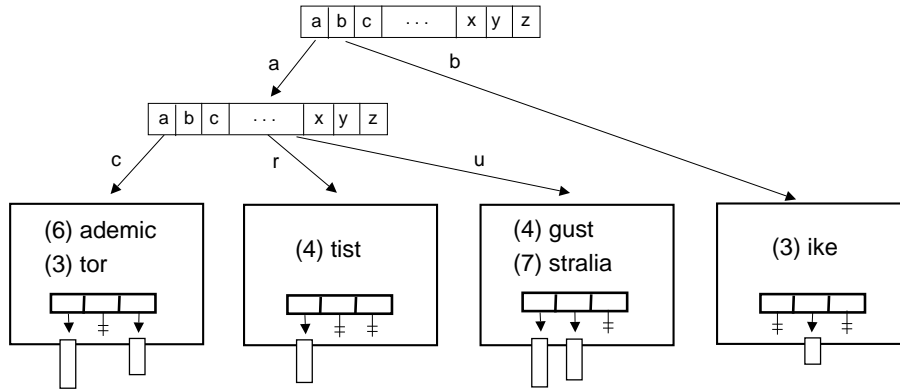 a b c ... x y z
a b
a b c ... x y z
c r u
(6) ademic
(3) tor
(4) tist
(4) gust
(7) stralia
(3) ike